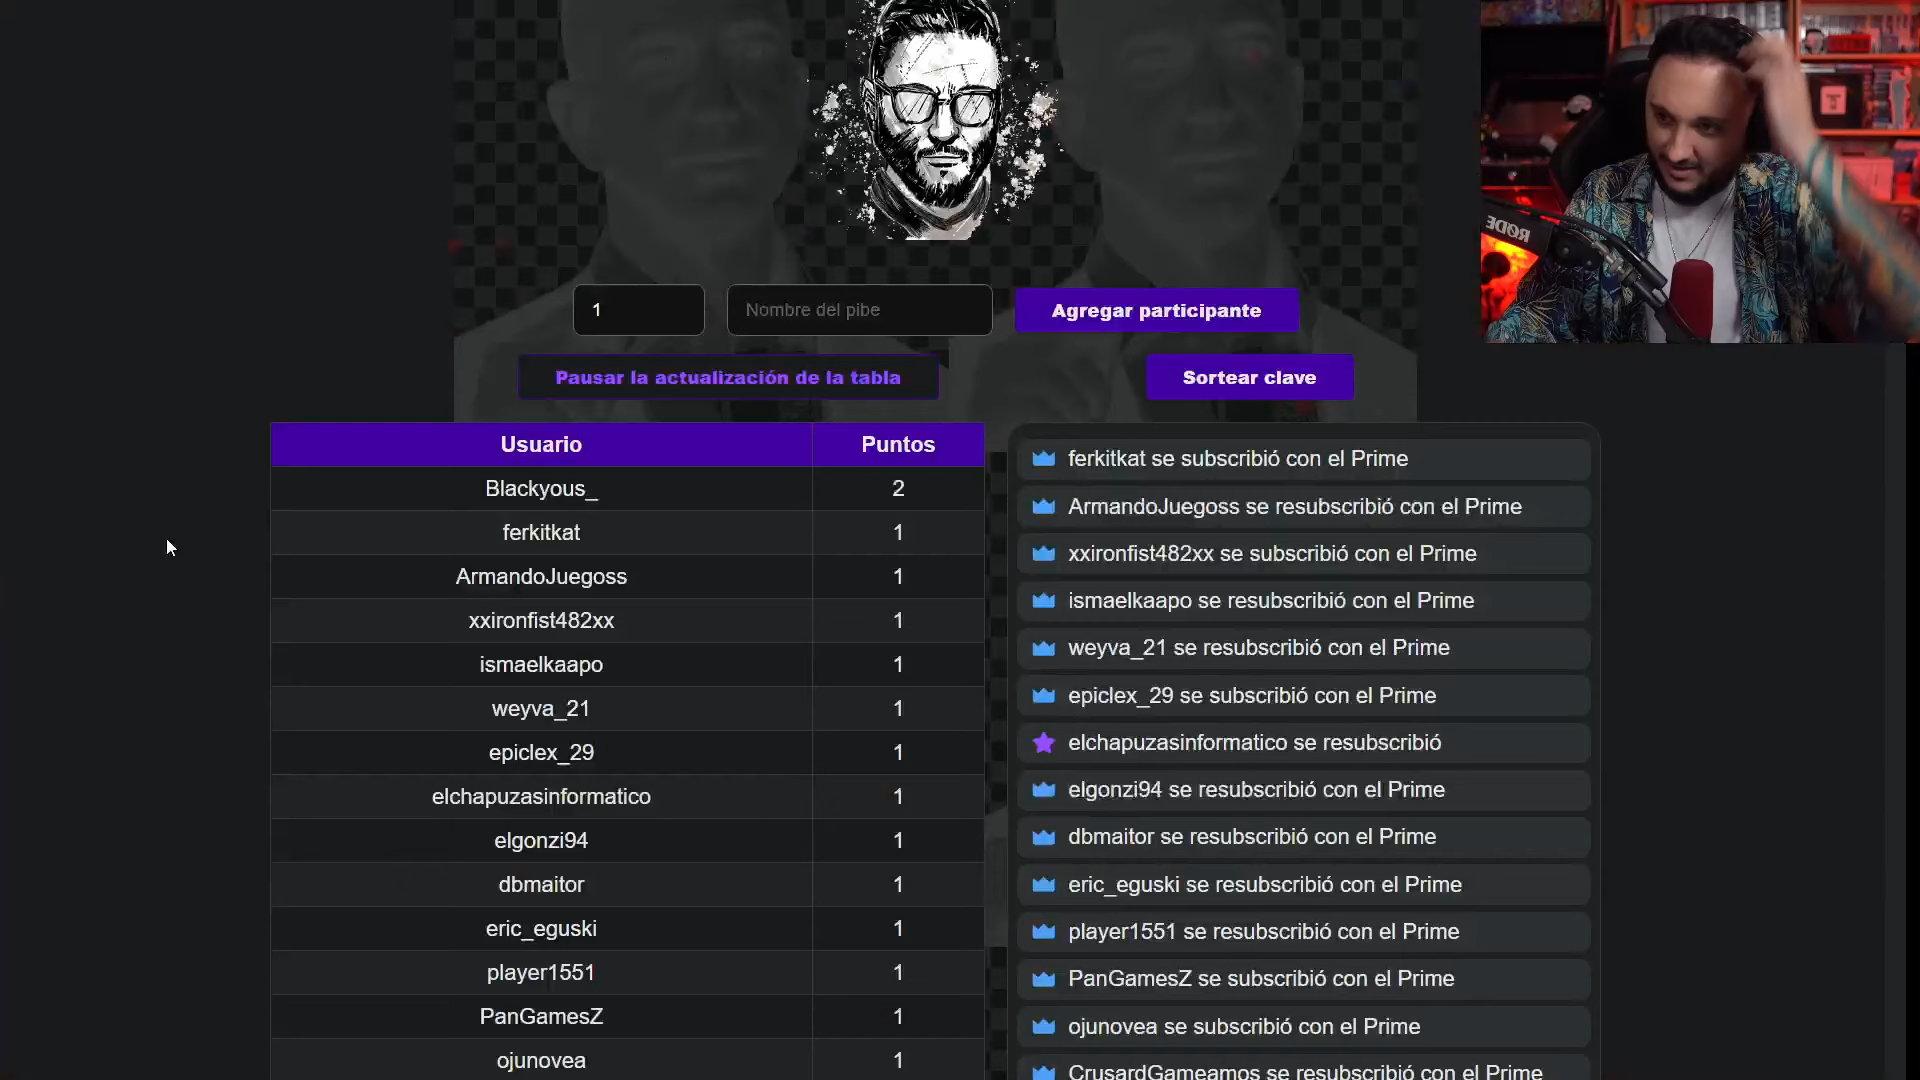 RØDE
1
Nombre del pibe
Agregar participante
Pausar la actualización de la tabla
Sortear clave
Usuario Puntos
Blackyous_ 2
ferkitkat 1
ArmandoJuegoss 1
xxironfist482xx 1
ismaelkaapo 1
weyva_21 1
epiclex_29 1
elchapuzasinformatico 1
elgonzi94 1
dbmaitor 1
eric_eguski 1
player1551 1
PanGamesZ 1
ojunovea 1
ferkitkat se subscribió con el Prime
ArmandoJuegoss se resubscribió con el Prime
xxironfist482xx se subscribió con el Prime
ismaelkaapo se resubscribió con el Prime
weyva_21 se resubscribió con el Prime
epiclex_29 se subscribió con el Prime
elchapuzasinformatico se resubscribió
elgonzi94 se resubscribió con el Prime
dbmaitor se resubscribió con el Prime
eric_eguski se resubscribió con el Prime
player1551 se resubscribió con el Prime
PanGamesZ se subscribió con el Prime
ojunovea se subscribió con el Prime
CrusardGameamos se resubscribió con el Prime